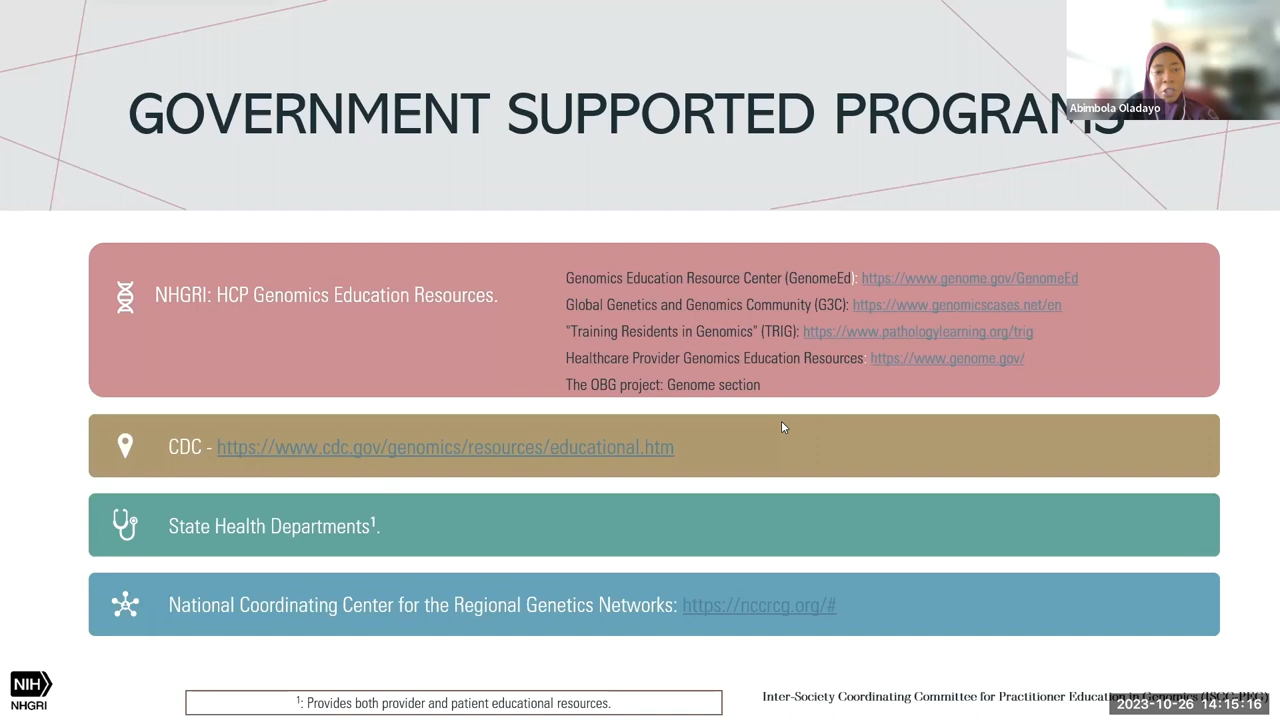 GOVERNMENT SUPPORTED PROGRAMS
Abimbola Oladayo
NHGRI: HCP Genomics Education Resources.
Genomics Education Resource Center (GenomeEd): https://www.genome.gov/GenomeEd
Global Genetics and Genomics Community (G3C): https://www.genomicscases.net/en
"Training Residents in Genomics" (TRIG): https://www.pathologylearning.org/trig
Healthcare Provider Genomics Education Resources: https://www.genome.gov/
The OBG project: Genome section
CDC - https://www.cdc.gov/genomics/resources/educational.htm
State Health Departments¹.
National Coordinating Center for the Regional Genetics Networks: https://nccrcg.org/#
NIH
NHGRI
¹: Provides both provider and patient educational resources.
Inter-Society Coordinating Committee for Practitioner Education in Genomics (ISCC-PEG)
2023-10-26 14:15:16